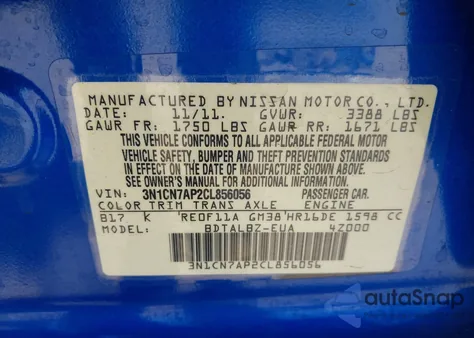 MANUFACTURED BY NISSAN MOTOR CO., LTD.
DATE: 11/11. GVWR: 3388 LBS
GAWR FR: 1750 LBS GAWR RR: 1671 LBS
THIS VEHICLE CONFORMS TO ALL APPLICABLE FEDERAL MOTOR
VEHICLE SAFETY, BUMPER AND THEFT PREVENTION STANDARDS
IN EFFECT ON THE DATE OF MANUFACTURE SHOWN ABOVE.
SEE OWNER'S MANUAL FOR ADDITIONAL INFORMATION.
VIN: 3N1CN7AP2CL856056 PASSENGER CAR.
COLOR TRIM TRANS AXLE ENGINE
B17 K RE0F11A GM38 HR16DE 1598 CC
MODEL: BDTALBZ-EUA 4Z000
3N1CN7AP2CL856056
autoSnap